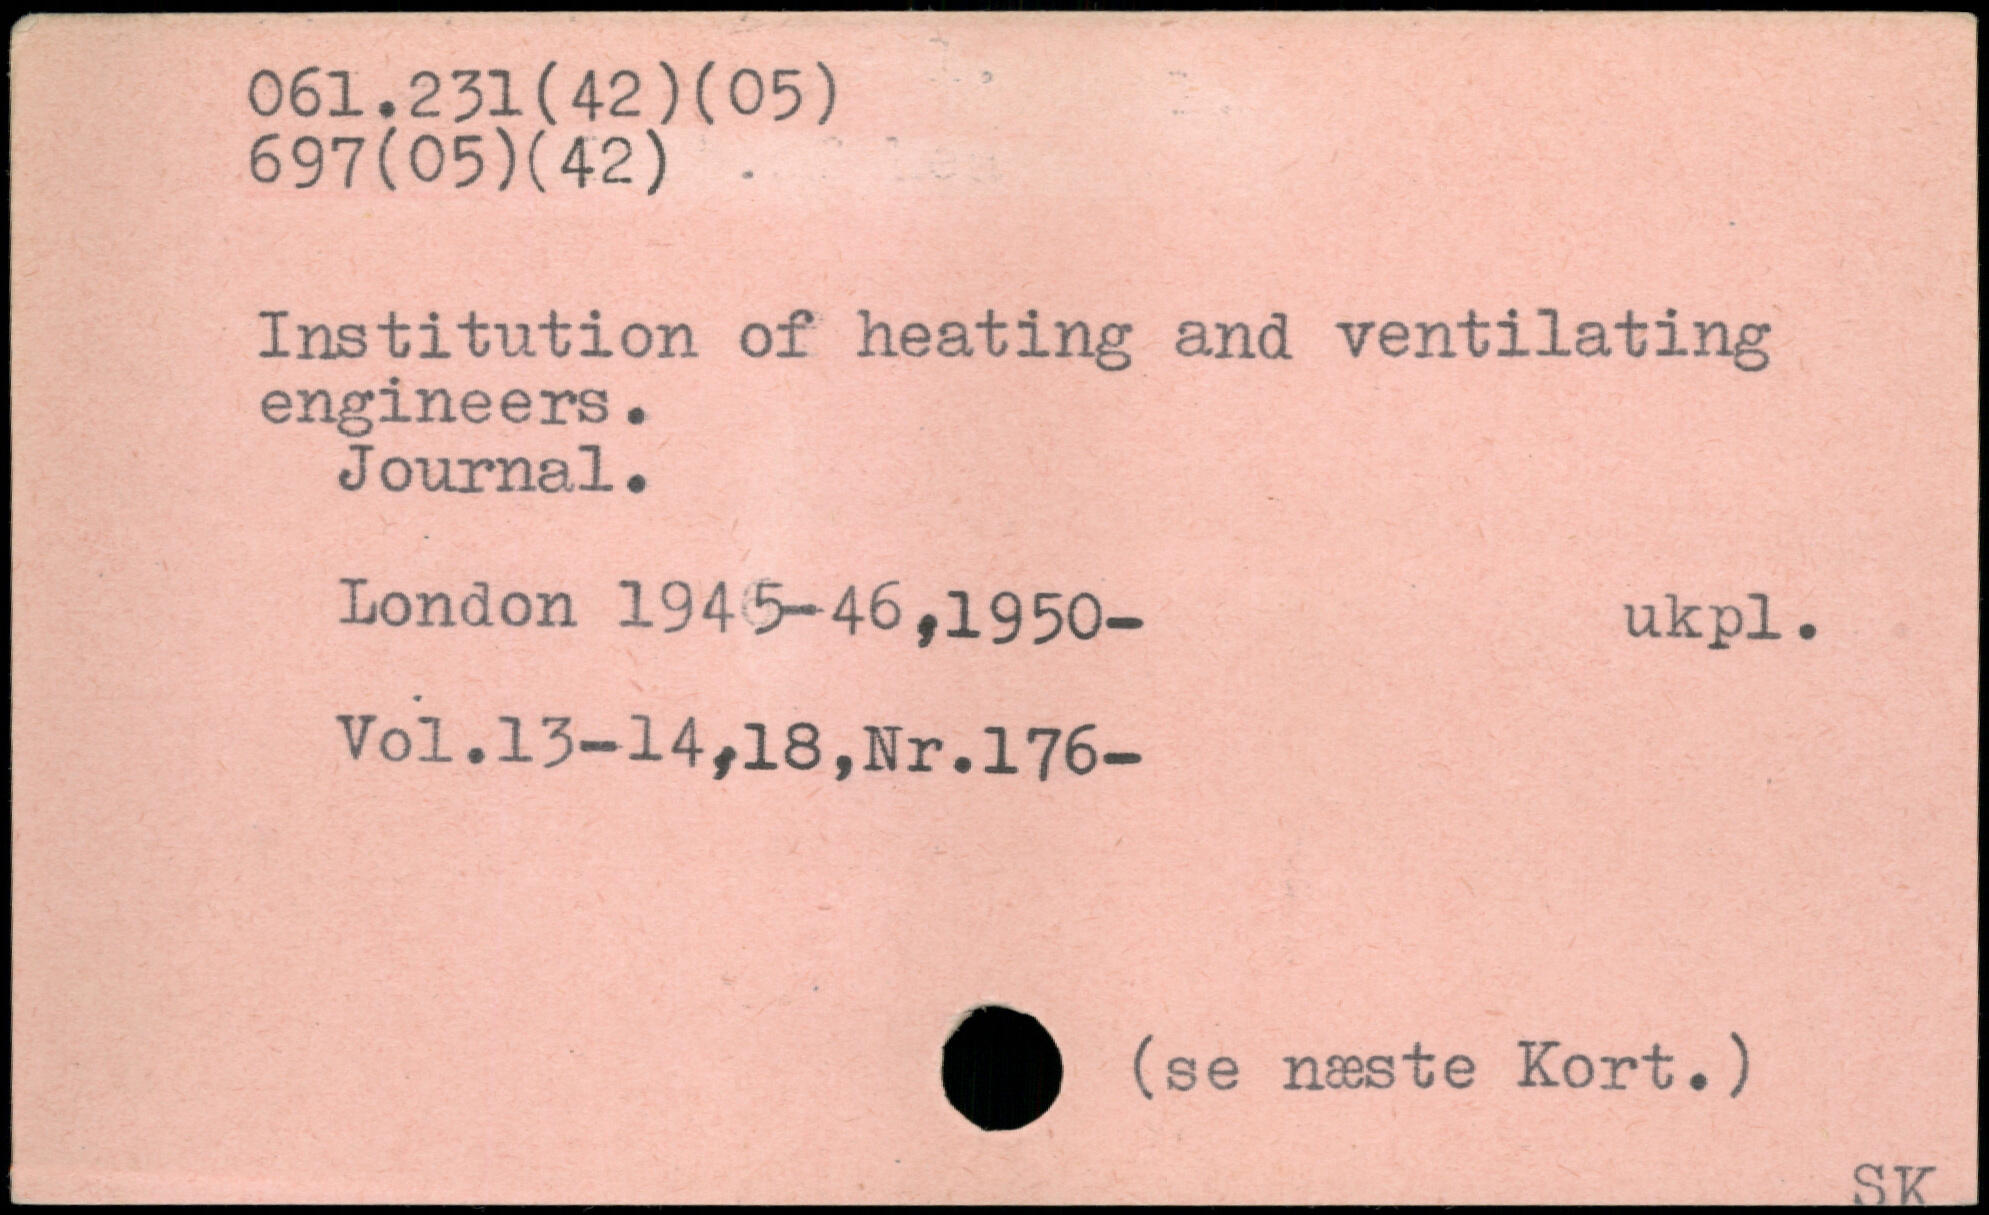 061.231(42)(05)
697(05)(42)
Institution of heating and ventilating
engineers.
Journal.
London 1945-46,1950- ukpl.
Vol.13-14,18,Nr.176-
(se næste Kort.)
SK